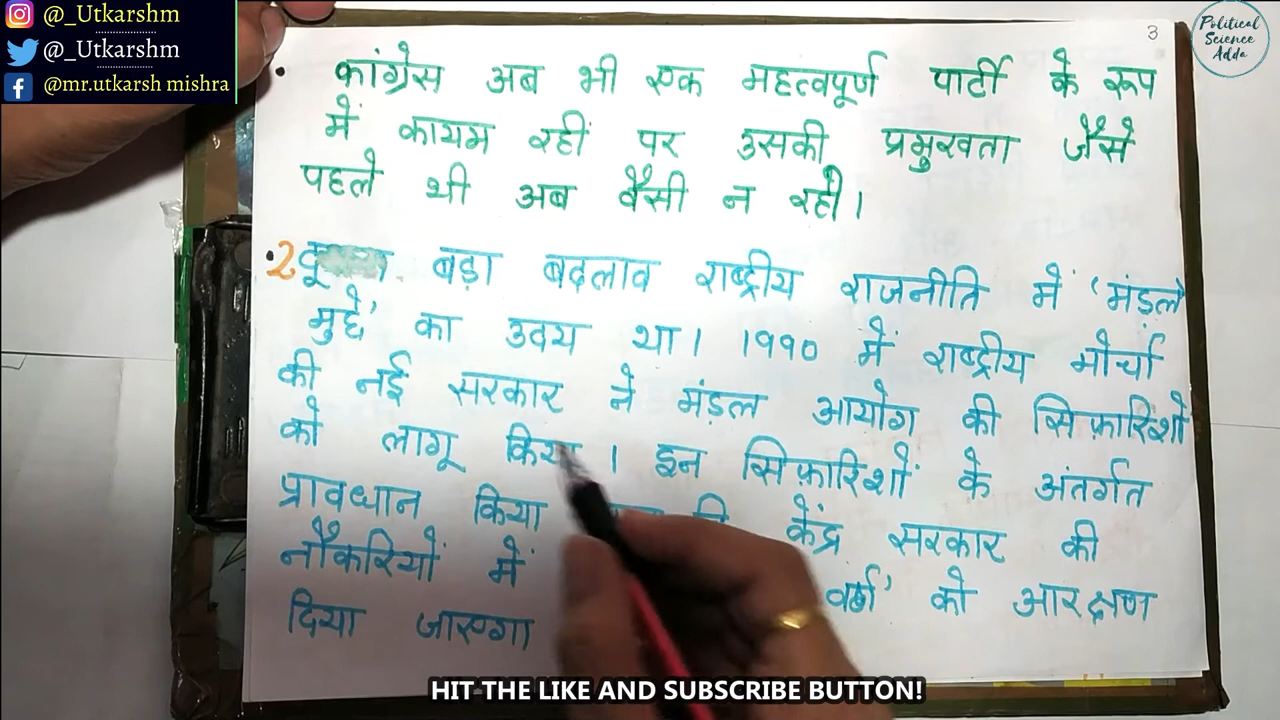 @_Utkarshm
@_Utkarshm
@mr.utkarsh mishra
Political
Science
Adda
3
• कांग्रेस अब भी एक महत्वपूर्ण पार्टी के रूप
में कायम रहीं पर उसकी प्रमुखता जैसे
पहले थी अब वैसी न रही।
•2 बड़ा बदलाव राष्ट्रीय राजनीति में 'मंडल
मुद्दे' का उदय था। १९९० में राष्ट्रीय मोर्चा
की नई सरकार ने मंड़ल आयोग की सिफ़ारिशो
को लागू किया । इन सिफ़ारिशों के अंतर्गत
प्रावधान किया केंद्र सरकार की
नौकरियों में वर्ग' को आरक्षण
दिया जाएगा
HIT THE LIKE AND SUBSCRIBE BUTTON!